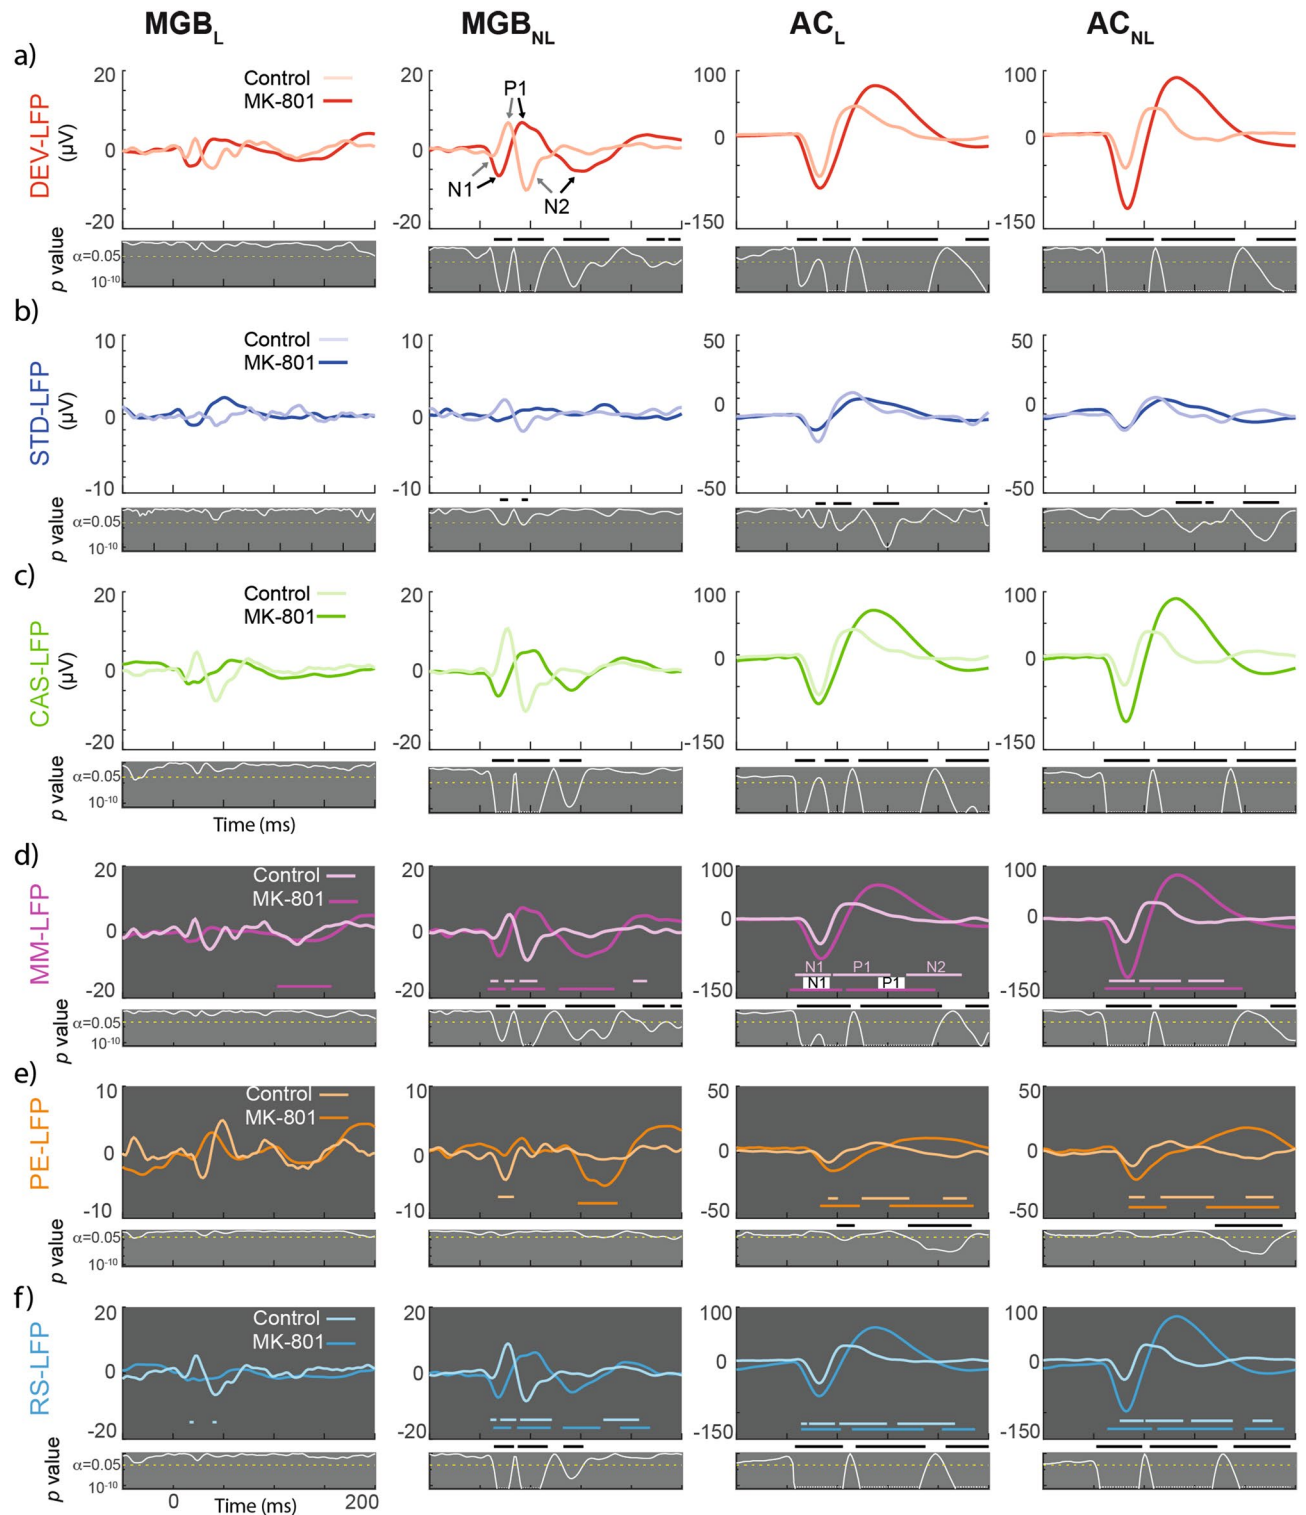 MGB_L MGB_NL AC_L AC_NL
a)
DEV-LFP
(µV)
20
0
-20
Control
MK-801
20
0
-20
P1
N1
N2
100
0
-150
100
0
-150
p value
α=0.05
10^-10
b)
STD-LFP
(µV)
10
0
-10
Control
MK-801
10
0
-10
50
0
-50
50
0
-50
p value
α=0.05
10^-10
c)
CAS-LFP
(µV)
20
0
-20
Control
MK-801
20
0
-20
100
0
-150
100
0
-150
p value
α=0.05
10^-10
Time (ms)
d)
MM-LFP
20
0
-20
Control
MK-801
20
0
-20
100
0
-150
N1 P1 N2
N1 P1
100
0
-150
p value
α=0.05
10^-10
e)
PE-LFP
10
0
-10
Control
MK-801
10
0
-10
50
0
-50
50
0
-50
p value
α=0.05
10^-10
f)
RS-LFP
20
0
-20
Control
MK-801
20
0
-20
100
0
-150
100
0
-150
p value
α=0.05
10^-10
0 Time (ms) 200